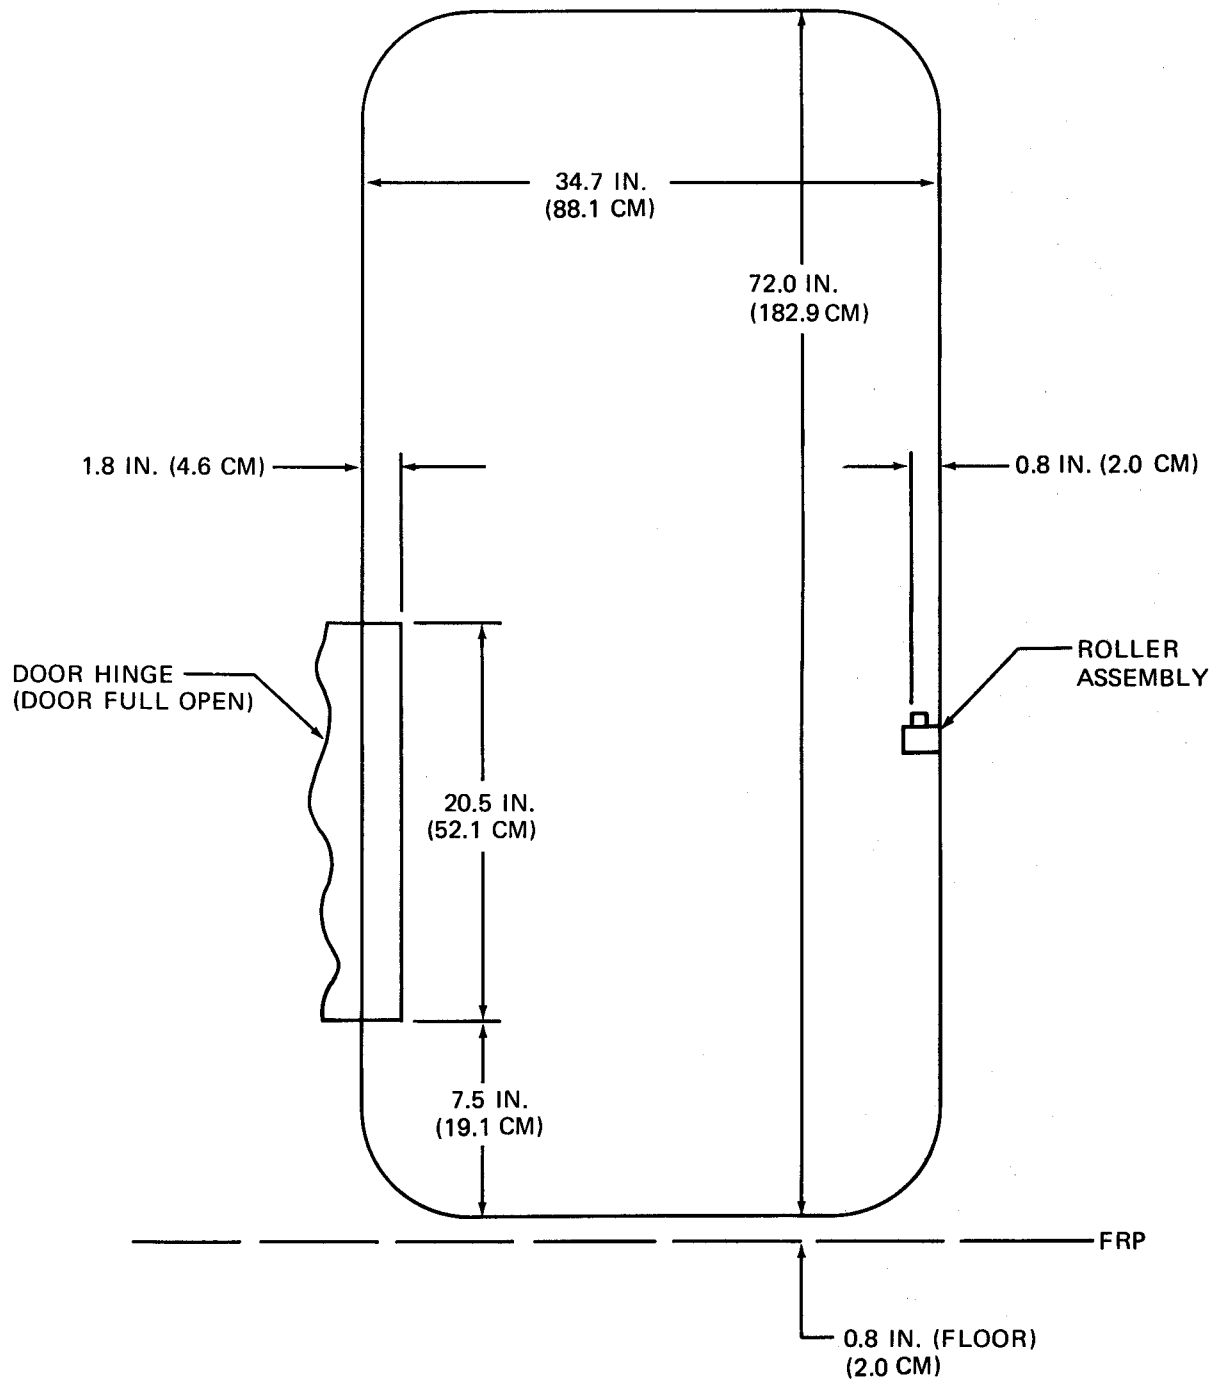 34.7 IN.
(88.1 CM)
72.0 IN.
(182.9 CM)
1.8 IN. (4.6 CM)
0.8 IN. (2.0 CM)
DOOR HINGE
(DOOR FULL OPEN)
ROLLER
ASSEMBLY
20.5 IN.
(52.1 CM)
7.5 IN.
(19.1 CM)
FRP
0.8 IN. (FLOOR)
(2.0 CM)